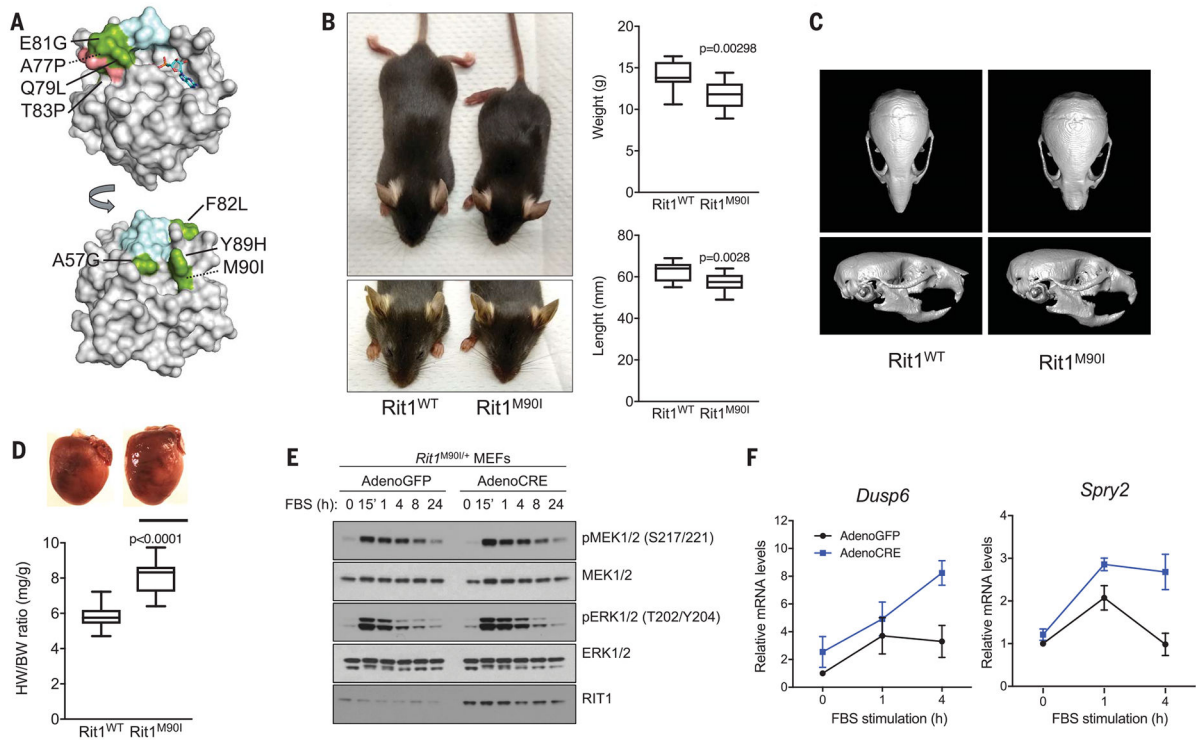 A
E81G
A77P
Q79L
T83P
F82L
A57G
Y89H
M90I
B
Rit1WT Rit1M90I
Weight (g)
20
15
10
5
0
p=0.00298
Rit1WT Rit1M90I
Lenght (mm)
80
60
40
20
0
p=0.0028
Rit1WT Rit1M90I
C
Rit1WT Rit1M90I
D
HW/BW ratio (mg/g)
10
8
6
4
2
0
p<0.0001
Rit1WT Rit1M90I
E
Rit1M90I/+ MEFs
AdenoGFP AdenoCRE
FBS (h): 0 15' 1 4 8 24 0 15' 1 4 8 24
pMEK1/2 (S217/221)
MEK1/2
pERK1/2 (T202/Y204)
ERK1/2
RIT1
F
Dusp6
Relative mRNA levels
12
10
8
6
4
2
0
AdenoGFP
AdenoCRE
0 1 4
FBS stimulation (h)
Spry2
Relative mRNA levels
4
3
2
1
0
0 1 4
FBS stimulation (h)